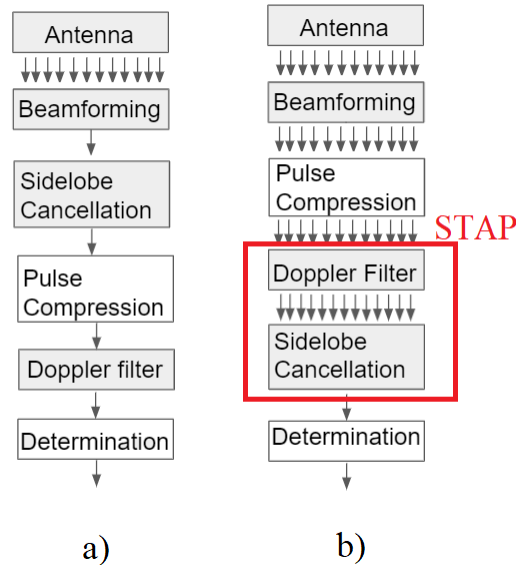 Antenna
Beamforming
Sidelobe
Cancellation
Pulse
Compression
Doppler filter
Determination
a)
Antenna
Beamforming
Pulse
Compression
STAP
Doppler Filter
Sidelobe
Cancellation
Determination
b)